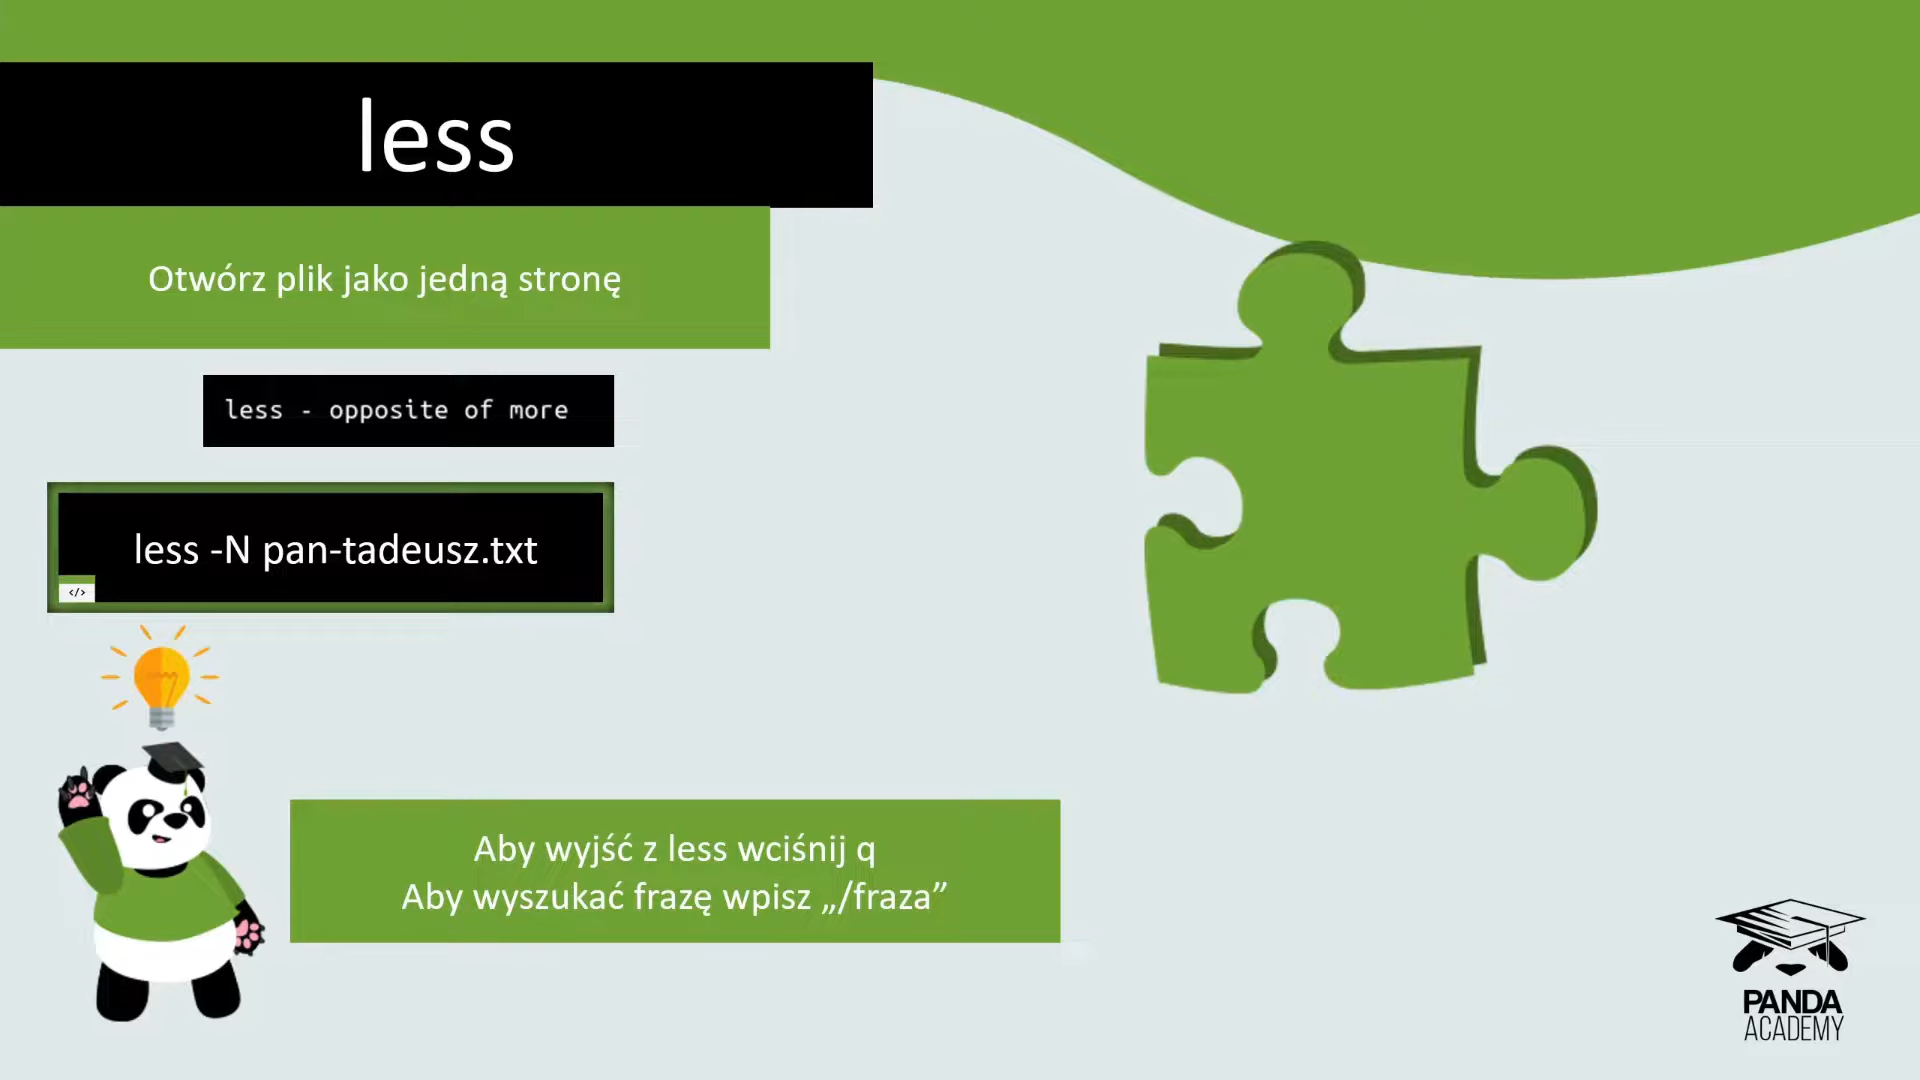 less
Otwórz plik jako jedną stronę
less - opposite of more
less -N pan-tadeusz.txt
</>
Aby wyjść z less wciśnij q
Aby wyszukać frazę wpisz „/fraza”
PANDA
ACADEMY